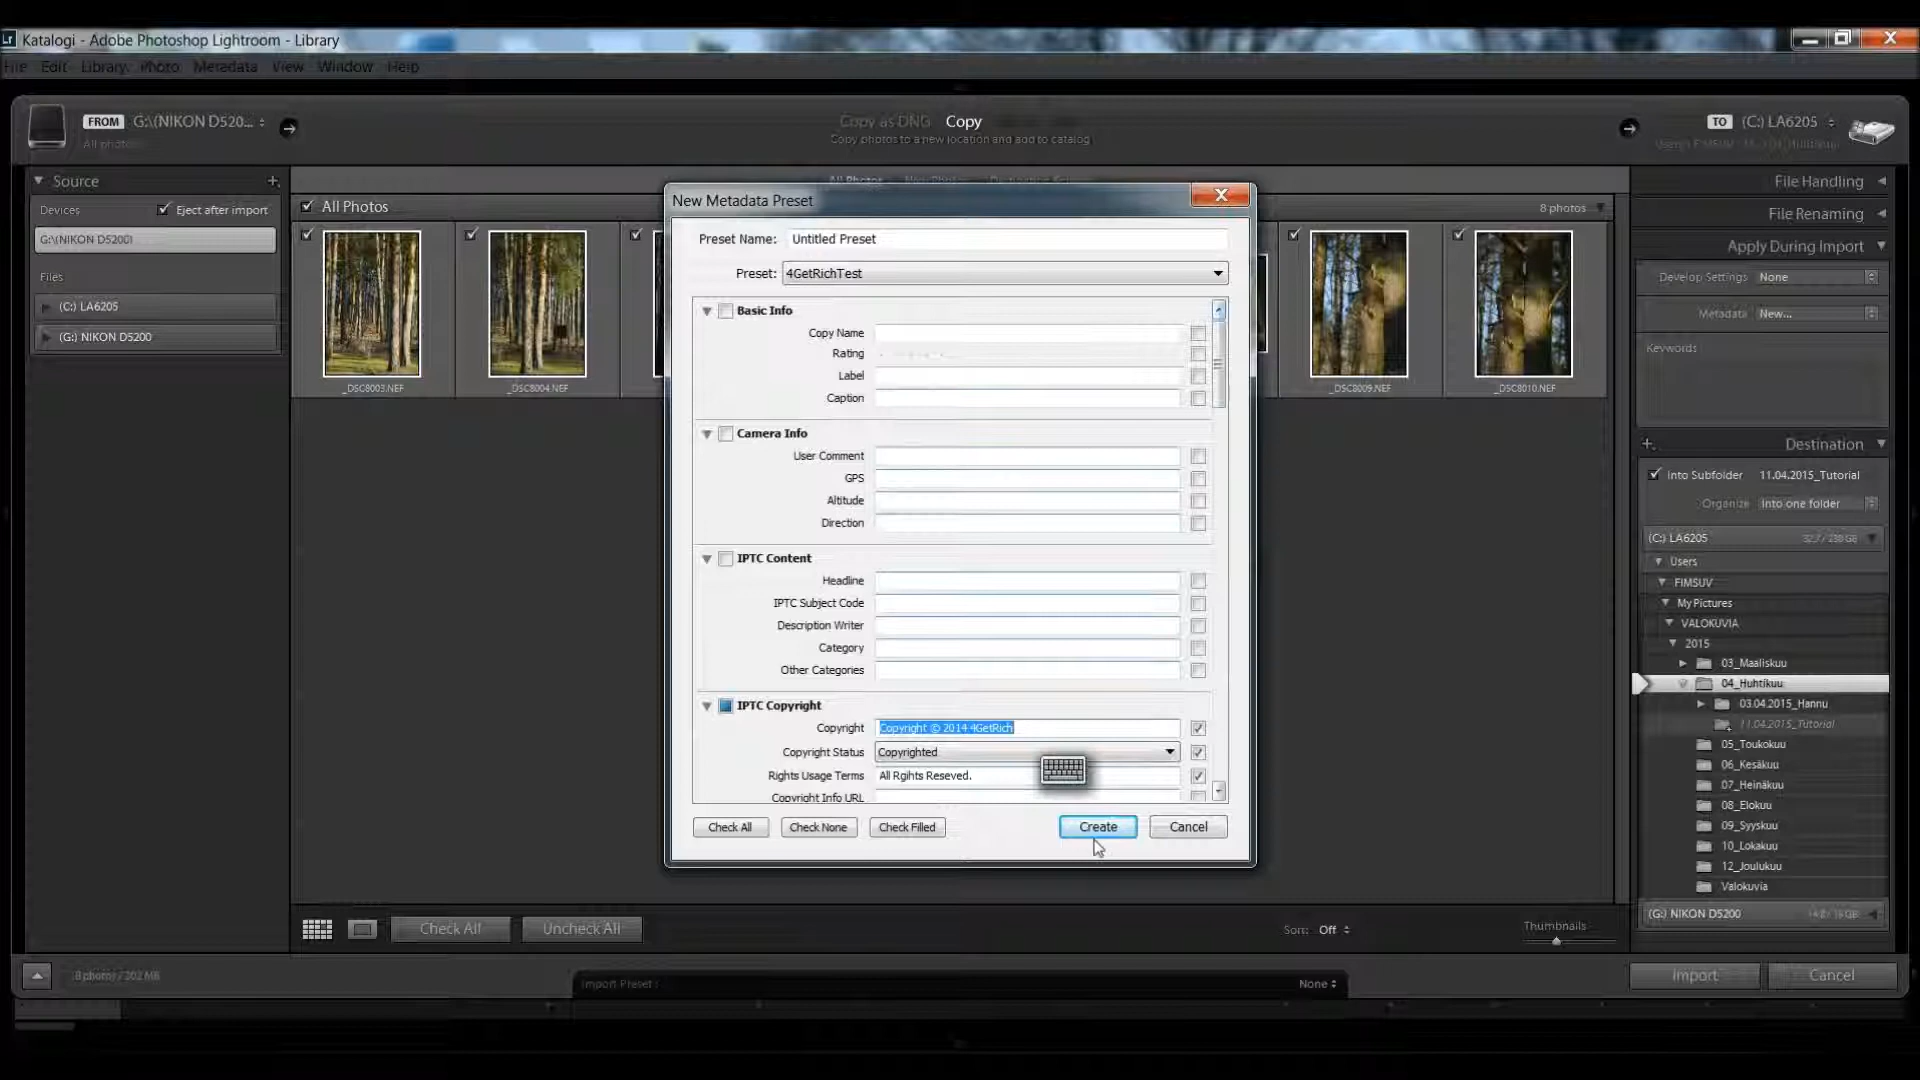 Lr Katalogi - Adobe Photoshop Lightroom - Library
File Edit Library Photo Metadata View Window Help
FROM G:\(NIKON D520...
All photos
Copy as DNG Copy
Copy photos to a new location and add to catalog
TO (C:) LA6205
Source
File Handling
Devices Eject after import
All Photos
8 photos
File Renaming
G:\(NIKON D5200)
Apply During Import
Files
(C:) LA6205
(G:) NIKON D5200
Develop Settings None
Metadata New...
Keywords
_DSC8003.NEF
_DSC8004.NEF
_DSC8009.NEF
_DSC8010.NEF
New Metadata Preset
Preset Name: Untitled Preset
Preset: 4GetRichTest
Basic Info
Copy Name
Rating
Label
Caption
Camera Info
User Comment
GPS
Altitude
Direction
IPTC Content
Headline
IPTC Subject Code
Description Writer
Category
Other Categories
IPTC Copyright
Copyright Copyright © 2014 4GetRich
Copyright Status Copyrighted
Rights Usage Terms All Rgihts Reseved.
Copyright Info URL
Check All Check None Check Filled Create Cancel
Destination
Into Subfolder 11.04.2015_Tutorial
Organize Into one folder
(C:) LA6205
Users
FIMSUV
My Pictures
VALOKUVIA
2015
03_Maaliskuu
04_Huhtikuu
03.04.2015_Hannu
11.04.2015_Tutorial
05_Toukokuu
06_Kesäkuu
07_Heinäkuu
08_Elokuu
09_Syyskuu
10_Lokakuu
12_Joulukuu
Valokuvia
(G:) NIKON D5200
Check All Uncheck All
Sort: Off
Thumbnails
8 photos / 202 MB
Import Preset :
None
Import Cancel